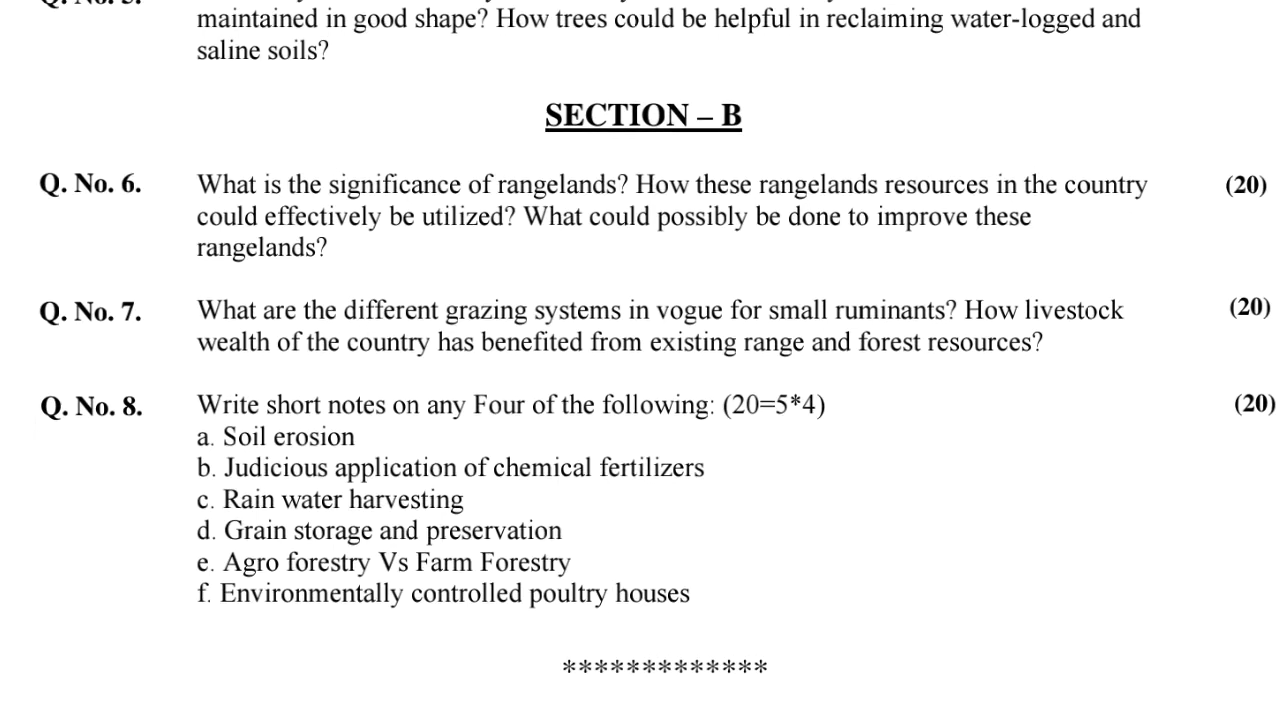 maintained in good shape? How trees could be helpful in reclaiming water-logged and
saline soils?
SECTION – B
Q. No. 6. What is the significance of rangelands? How these rangelands resources in the country (20)
could effectively be utilized? What could possibly be done to improve these
rangelands?
Q. No. 7. What are the different grazing systems in vogue for small ruminants? How livestock (20)
wealth of the country has benefited from existing range and forest resources?
Q. No. 8. Write short notes on any Four of the following: (20=5*4) (20)
a. Soil erosion
b. Judicious application of chemical fertilizers
c. Rain water harvesting
d. Grain storage and preservation
e. Agro forestry Vs Farm Forestry
f. Environmentally controlled poultry houses
*************